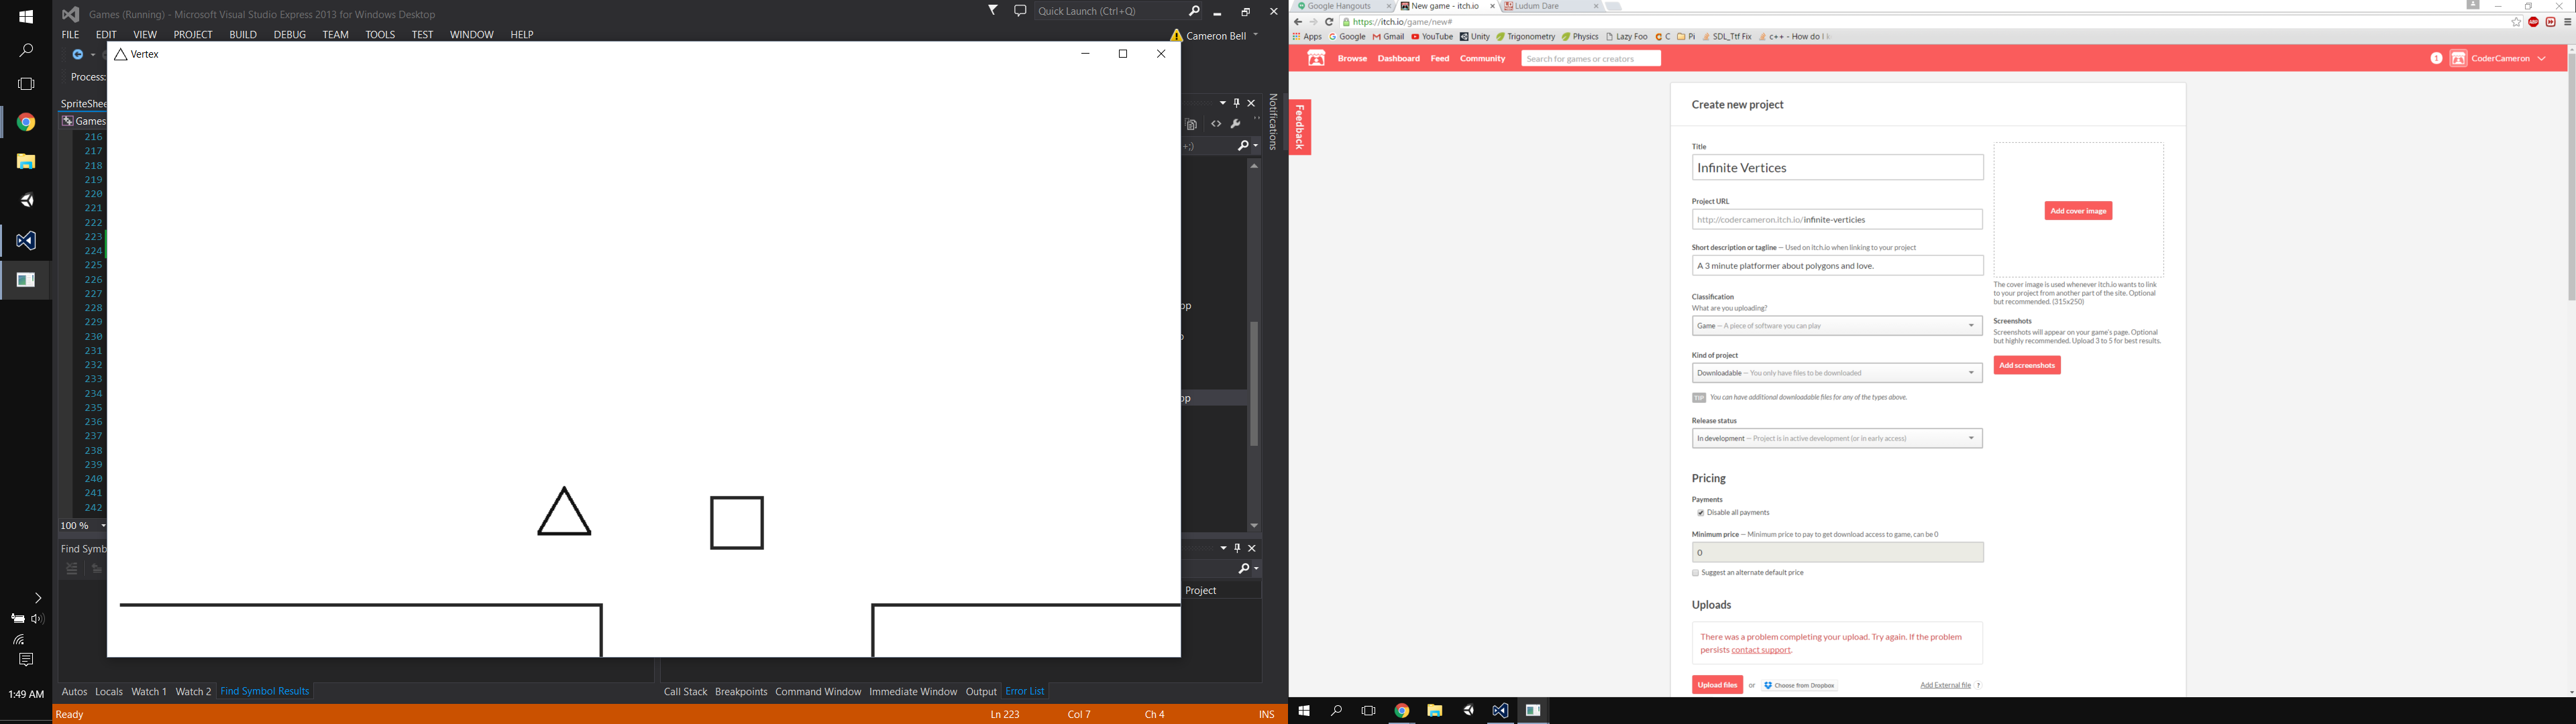 Games (Running) - Microsoft Visual Studio Express 2013 for Windows Desktop
Quick Launch (Ctrl+Q)
FILE EDIT VIEW PROJECT BUILD DEBUG TEAM TOOLS TEST WINDOW HELP
Cameron Bell
Vertex
Process:
SpriteShee
Games
Notifications
216
217
218
219
220
221
222
223
224
225
226
227
228
229
230
231
232
233
234
235
236
237
238
239
240
241
242
100 %
Find Symb
Project
Autos Locals Watch 1 Watch 2 Find Symbol Results
Call Stack Breakpoints Command Window Immediate Window Output Error List
1:49 AM
Ready
Ln 223 Col 7 Ch 4 INS
Google Hangouts
New game - itch.io
Ludum Dare
https://itch.io/game/new#
Apps Google Gmail YouTube Unity Trigonometry Physics Lazy Foo C Pi SDL_Ttf Fix c++ - How do I
Browse Dashboard Feed Community
Search for games or creators
1 CoderCameron
Feedback
Create new project
Title
Infinite Vertices
Project URL
http://codercameron.itch.io/infinite-verticies
Short description or tagline — Used on itch.io when linking to your project
A 3 minute platformer about polygons and love.
Classification
What are you uploading?
Game — A piece of software you can play
Kind of project
Downloadable — You only have files to be downloaded
TIP You can have additional downloadable files for any of the types above.
Release status
In development — Project is in active development (or in early access)
Pricing
Payments
Disable all payments
Minimum price — Minimum price to pay to get download access to game, can be 0
0
Suggest an alternate default price
Uploads
There was a problem completing your upload. Try again. If the problem
persists contact support.
Upload files or Choose from Dropbox
Add External file ?
Add cover image
The cover image is used whenever itch.io wants to link
to your project from another part of the site. Optional
but recommended. (315x250)
Screenshots
Screenshots will appear on your game's page. Optional
but highly recommended. Upload 3 to 5 for best results.
Add screenshots